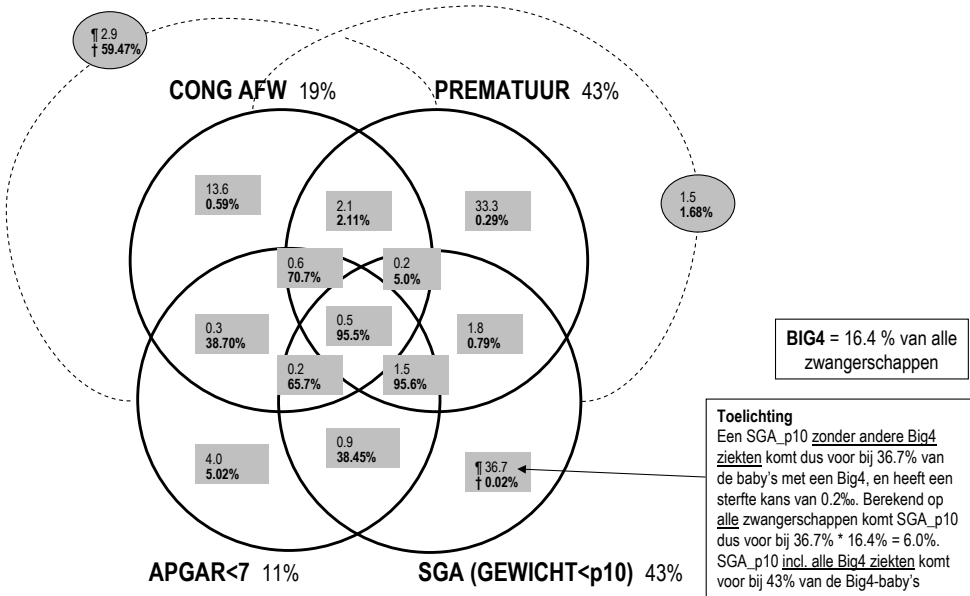 ¶ 2.9
† 59.47%
CONG AFW 19%
PREMATUUR 43%
13.6
0.59%
2.1
2.11%
33.3
0.29%
1.5
1.68%
0.6
70.7%
0.2
5.0%
0.3
38.70%
0.5
95.5%
1.8
0.79%
0.2
65.7%
1.5
95.6%
4.0
5.02%
0.9
38.45%
¶ 36.7
† 0.02%
APGAR<7 11%
SGA (GEWICHT<p10) 43%
BIG4 = 16.4 % van alle
zwangerschappen
Toelichting
Een SGA_p10 zonder andere Big4
ziekten komt dus voor bij 36.7% van
de baby's met een Big4, en heeft een
sterfte kans van 0.2‰. Berekend op
alle zwangerschappen komt SGA_p10
dus voor bij 36.7% * 16.4% = 6.0%.
SGA_p10 incl. alle Big4 ziekten komt
voor bij 43% van de Big4-baby's